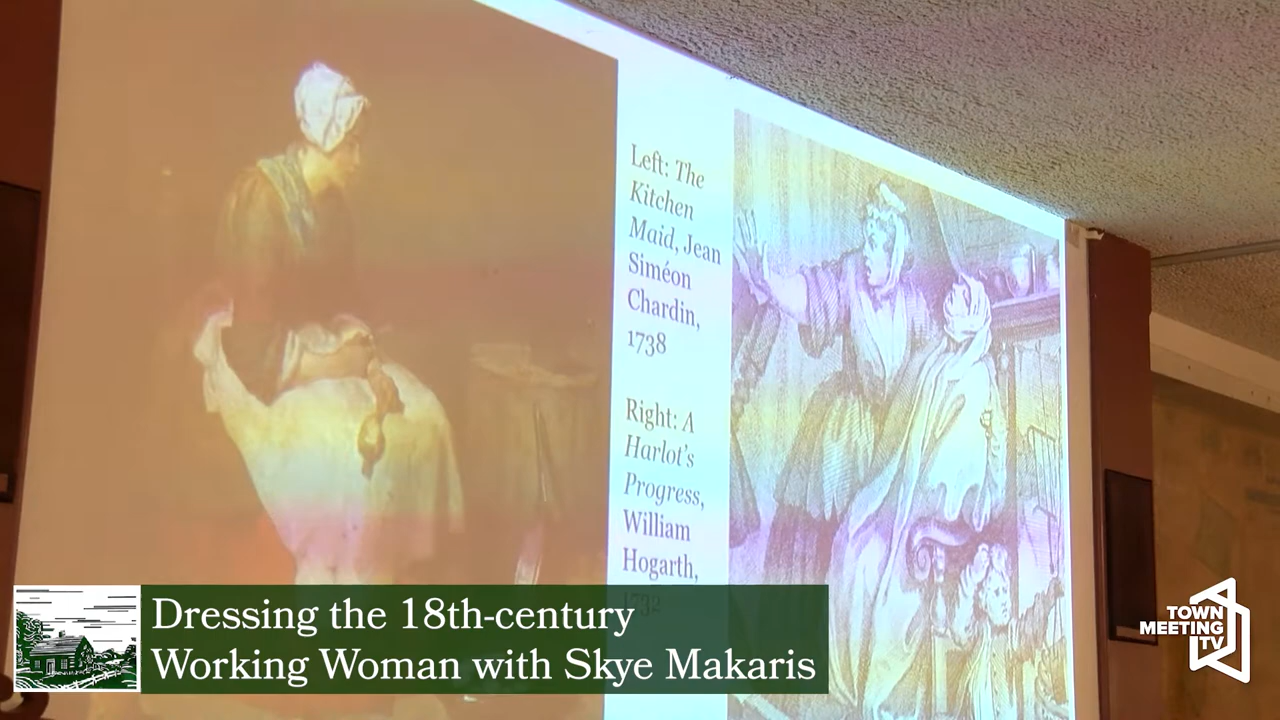 Left: The
Kitchen
Maid, Jean
Siméon
Chardin,
1738
Right: A
Harlot's
Progress,
William
Hogarth,
1732
Dressing the 18th-century
Working Woman with Skye Makaris
TOWN
MEETING
TV